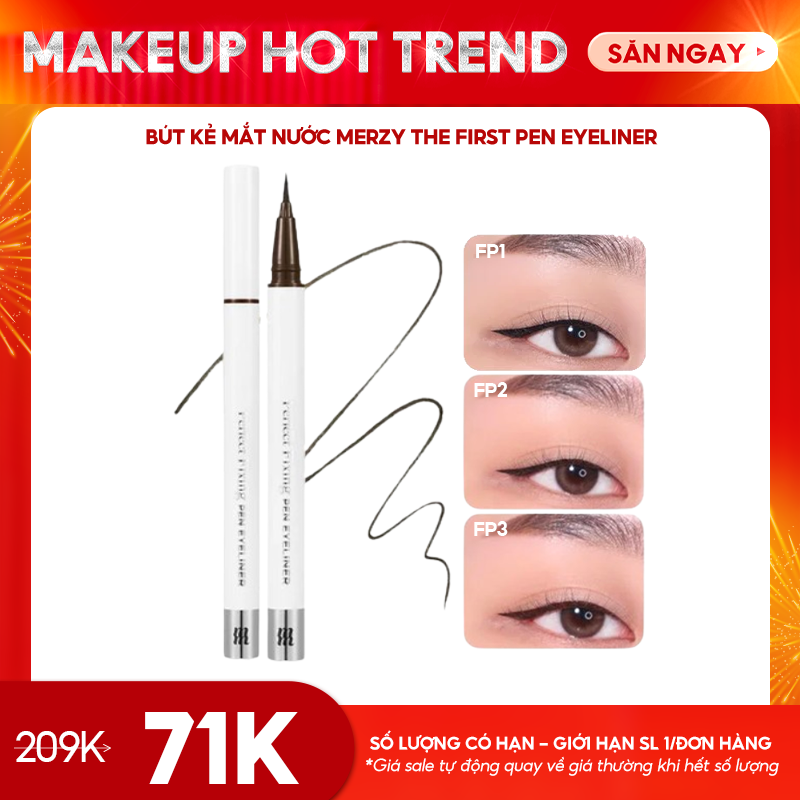 MAKEUP HOT TREND
SĂN NGAY
BÚT KẺ MẮT NƯỚC MERZY THE FIRST PEN EYELINER
FP1
FP2
FP3
PEN EYELINER
PEN EYELINER
209K
71K
SỐ LƯỢNG CÓ HẠN – GIỚI HẠN SL 1/ĐƠN HÀNG
*Giá sale tự động quay về giá thường khi hết số lượng